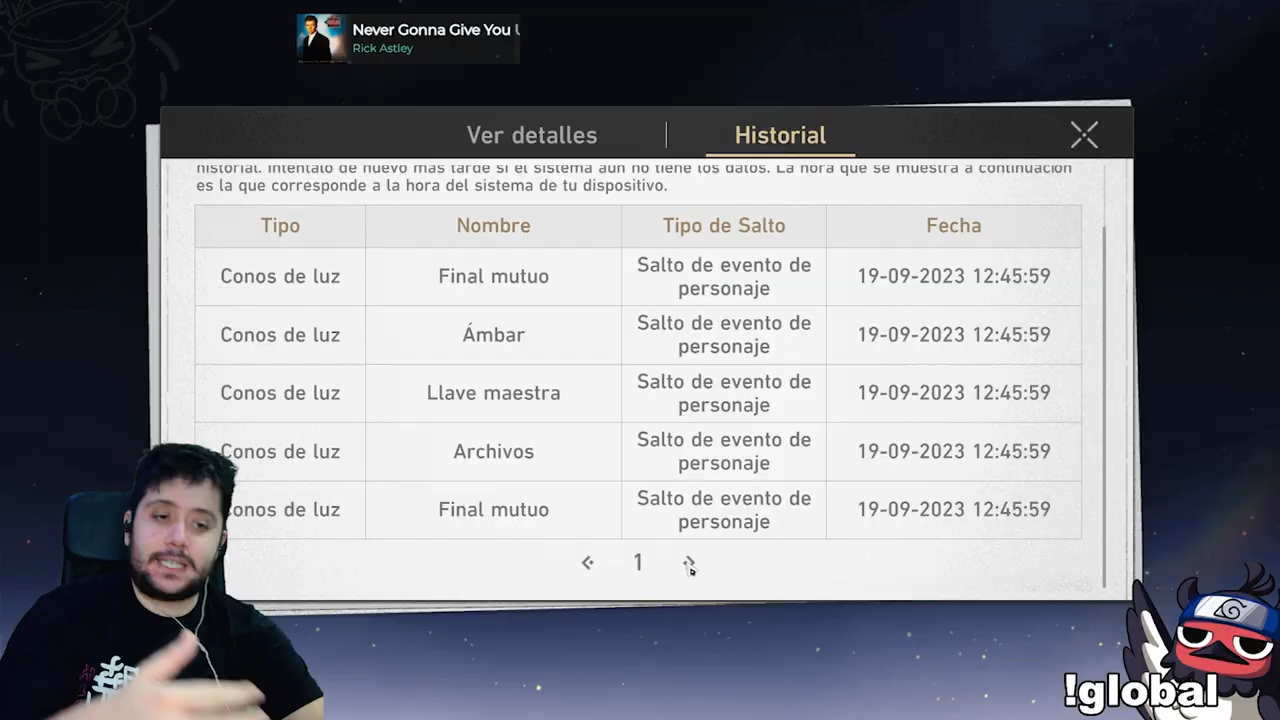 Never Gonna Give You
Rick Astley
Ver detalles
Historial
historial. Inténtalo de nuevo más tarde si el sistema aún no tiene los datos. La hora que se muestra a continuación
es la que corresponde a la hora del sistema de tu dispositivo.
Tipo Nombre Tipo de Salto Fecha
Conos de luz Final mutuo Salto de evento de
personaje 19-09-2023 12:45:59
Conos de luz Ámbar Salto de evento de
personaje 19-09-2023 12:45:59
Conos de luz Llave maestra Salto de evento de
personaje 19-09-2023 12:45:59
Conos de luz Archivos Salto de evento de
personaje 19-09-2023 12:45:59
onos de luz Final mutuo Salto de evento de
personaje 19-09-2023 12:45:59
1
!global